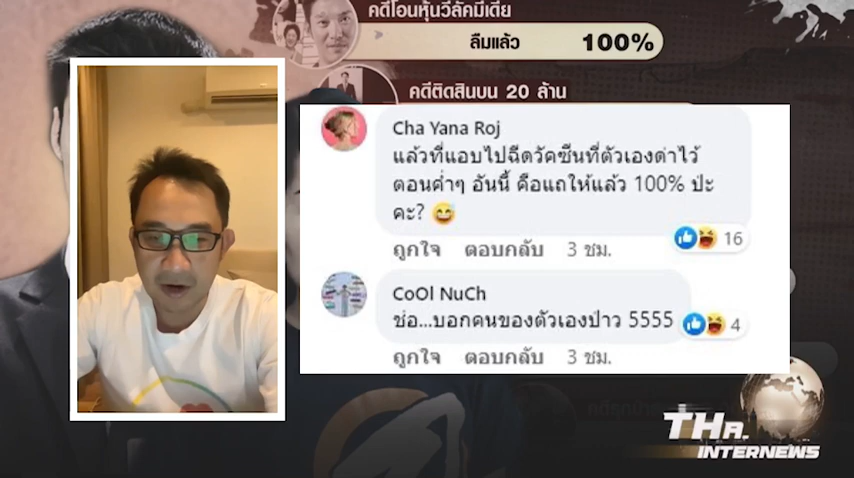 คดีโอนหุ้นวีลัคมีเดีย
ลืมแล้ว 100%
คดีติดสินบน 20 ล้าน
Cha Yana Roj
แล้วที่แอบไปฉีดวัคซีนที่ตัวเองด่าไว้
ตอนค่ำๆ อันนี้ คือแถให้แล้ว 100% ป่ะ
คะ? 😅
16
ถูกใจ ตอบกลับ 3 ชม.
CoOl NuCh
ช่อ...บอกคนของตัวเองป่าว 5555
4
ถูกใจ ตอบกลับ 3 ชม.
THR.
INTERNEWS